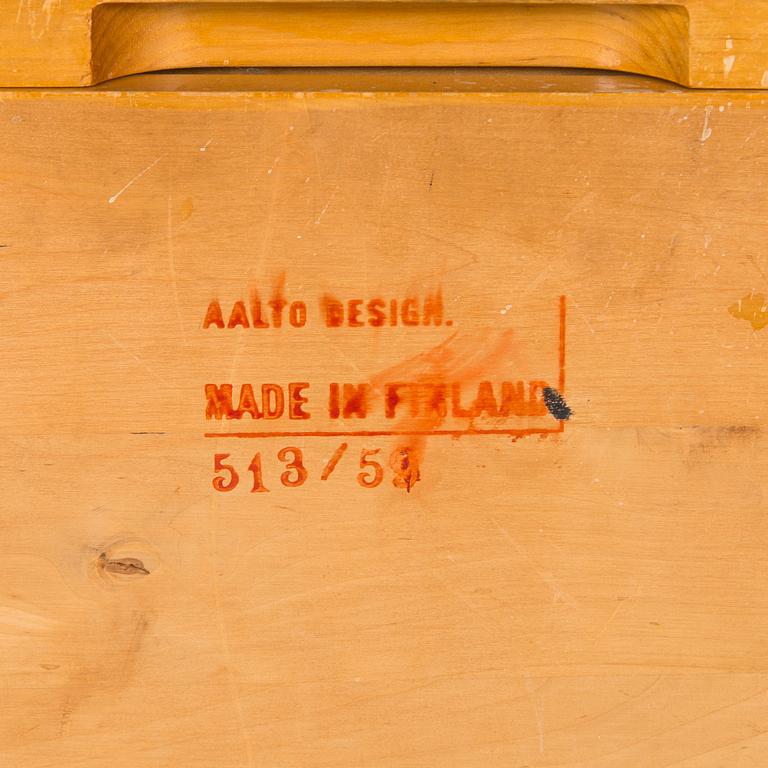 AALTO DESIGN.
MADE IN FINLAND
513/59